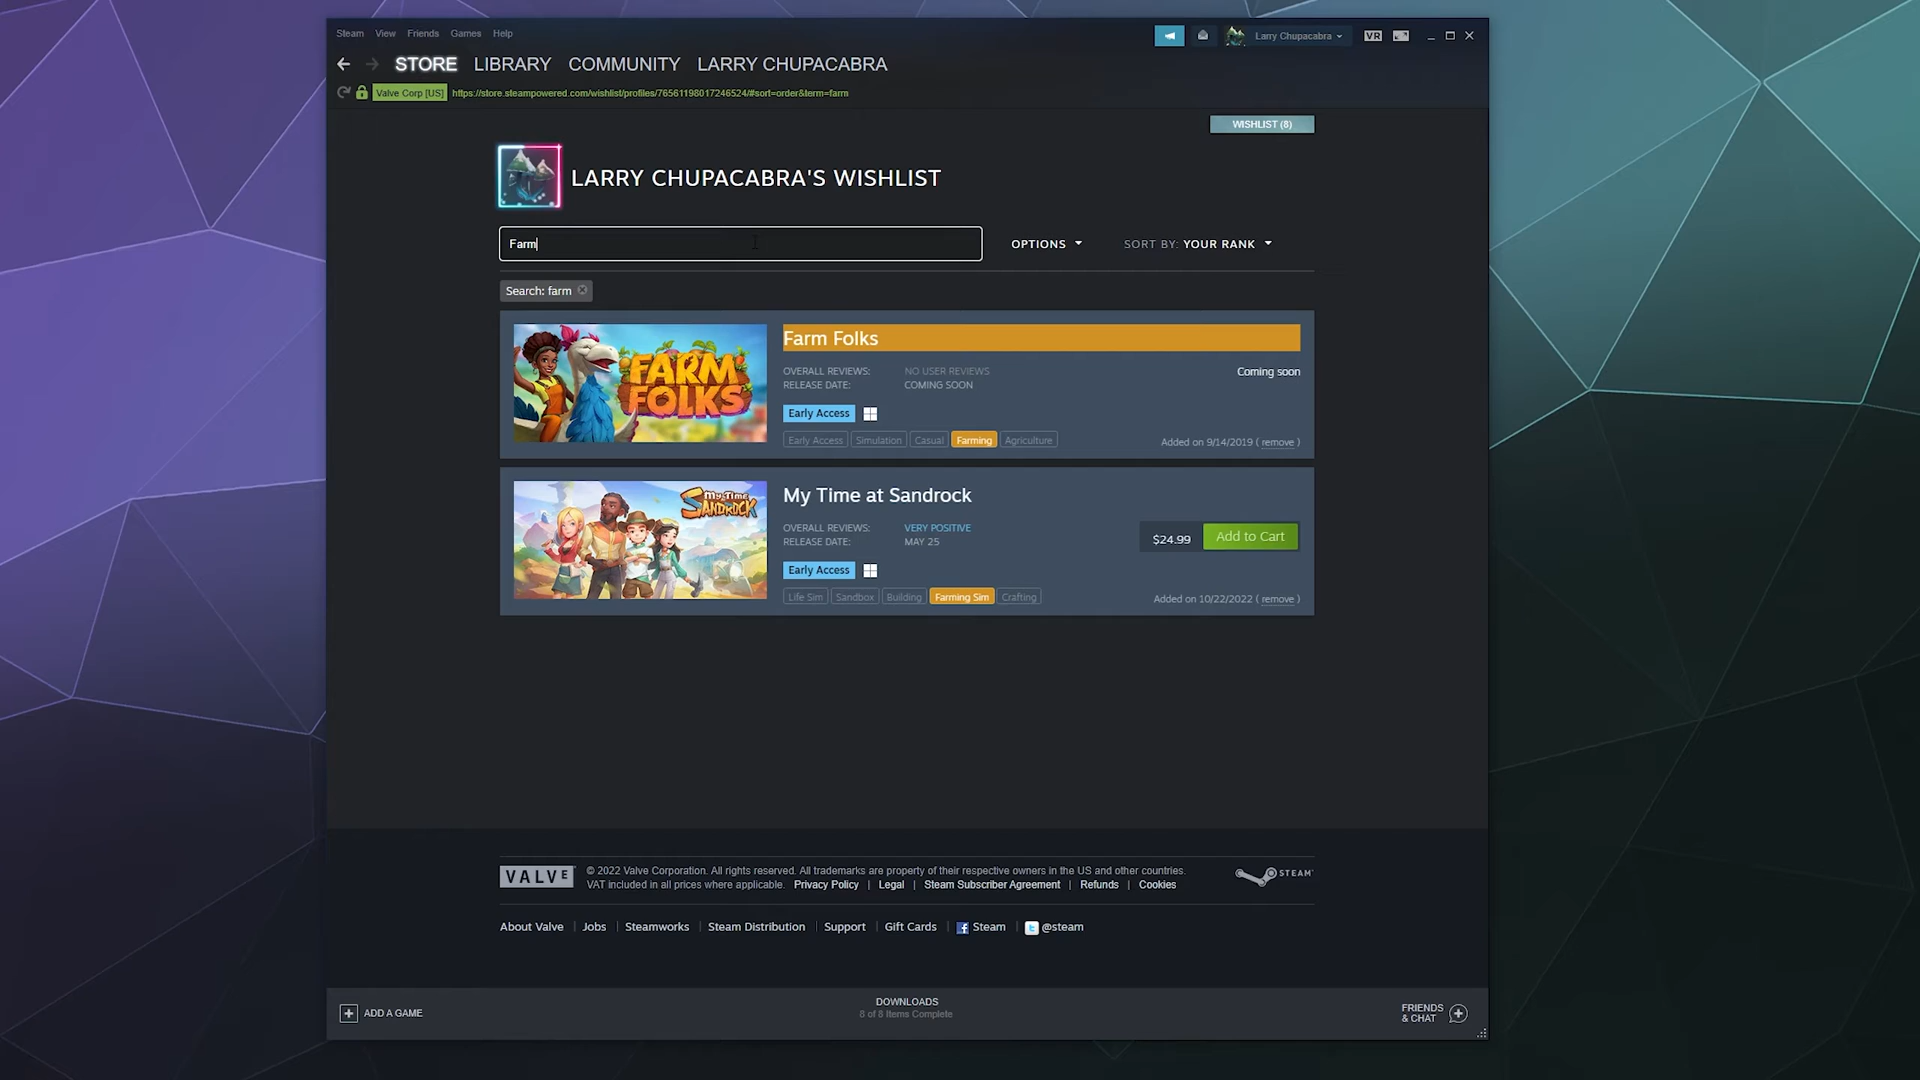 Steam View Friends Games Help
Larry Chupacabra
VR
STORE LIBRARY COMMUNITY LARRY CHUPACABRA
Valve Corp [US] https://store.steampowered.com/wishlist/profiles/76561198017246524/#sort=order&term=farm
WISHLIST (8)
LARRY CHUPACABRA'S WISHLIST
Farm
OPTIONS
SORT BY: YOUR RANK
Search: farm
FARM FOLKS
Farm Folks
OVERALL REVIEWS: NO USER REVIEWS
RELEASE DATE: COMING SOON
Coming soon
Early Access
Early Access Simulation Casual Farming Agriculture
Added on 9/14/2019 ( remove )
My Time at SANDROCK
My Time at Sandrock
OVERALL REVIEWS: VERY POSITIVE
RELEASE DATE: MAY 25
$24.99 Add to Cart
Early Access
Life Sim Sandbox Building Farming Sim Crafting
Added on 10/22/2022 ( remove )
VALVE
© 2022 Valve Corporation. All rights reserved. All trademarks are property of their respective owners in the US and other countries.
VAT included in all prices where applicable. Privacy Policy | Legal | Steam Subscriber Agreement | Refunds | Cookies
STEAM
About Valve | Jobs | Steamworks | Steam Distribution | Support | Gift Cards | Steam | @steam
ADD A GAME
DOWNLOADS
8 of 8 Items Complete
FRIENDS
& CHAT